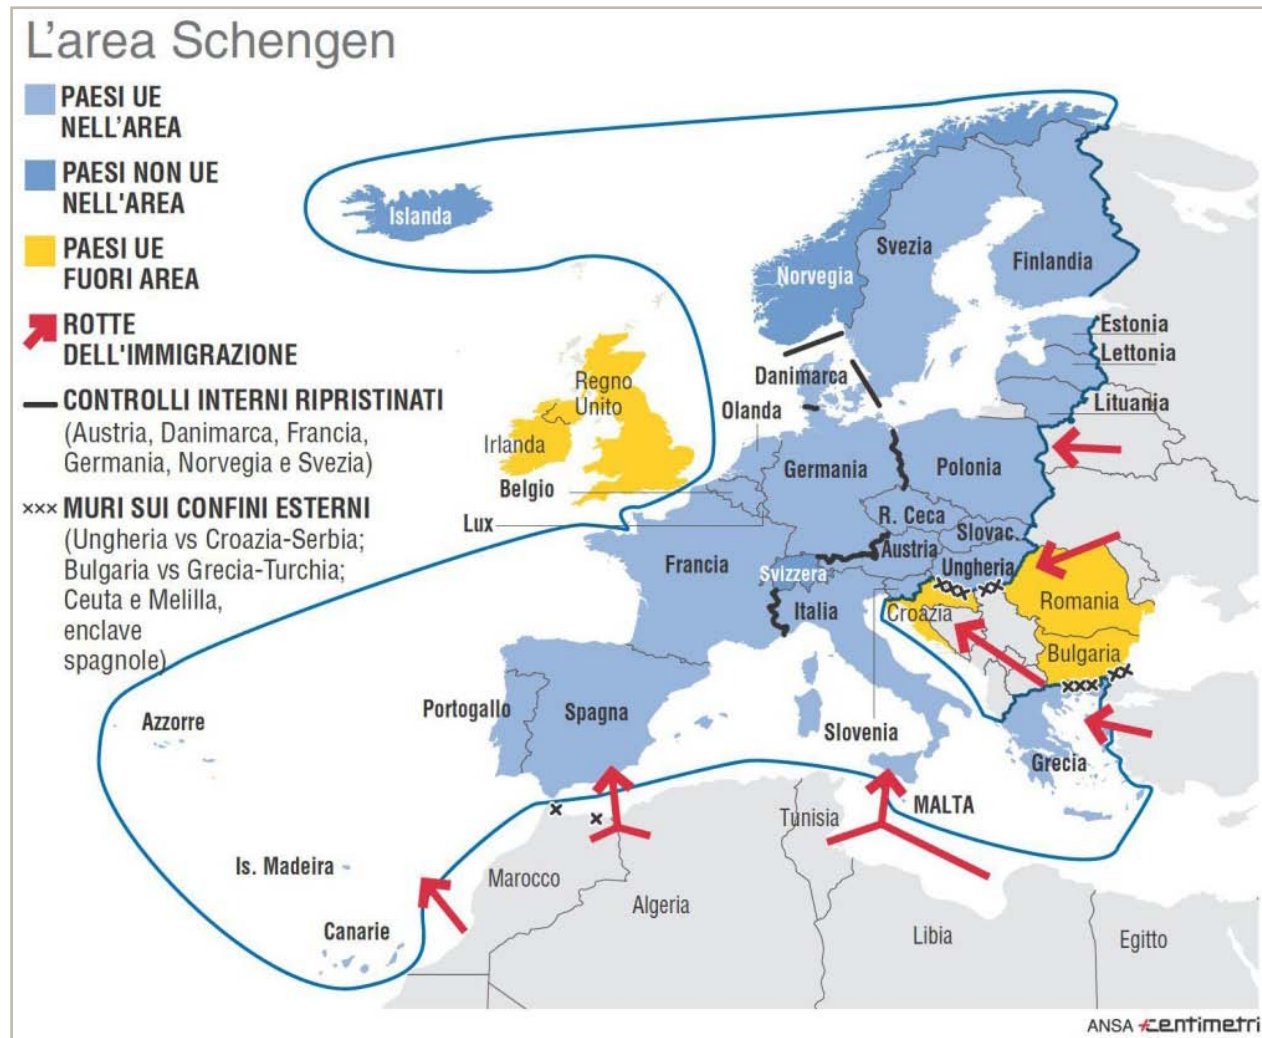 L'area Schengen
PAESI UE
NELL'AREA
PAESI NON UE
NELL'AREA
PAESI UE
FUORI AREA
ROTTE
DELL'IMMIGRAZIONE
CONTROLLI INTERNI RIPRISTINATI
(Austria, Danimarca, Francia,
Germania, Norvegia e Svezia)
xxx MURI SUI CONFINI ESTERNI
(Ungheria vs Croazia-Serbia;
Bulgaria vs Grecia-Turchia;
Ceuta e Melilla,
enclave
spagnole)
Islanda
Norvegia
Svezia
Finlandia
Estonia
Lettonia
Lituania
Danimarca
Olanda
Regno
Unito
Irlanda
Belgio
Lux
Germania
Polonia
R. Ceca
Slovac.
Austria
Ungheria
Francia
Svizzera
Italia
Croazia
Romania
Bulgaria
Portogallo
Spagna
Slovenia
Grecia
MALTA
Azzorre
Is. Madeira
Canarie
Marocco
Algeria
Tunisia
Libia
Egitto
ANSA centimetri